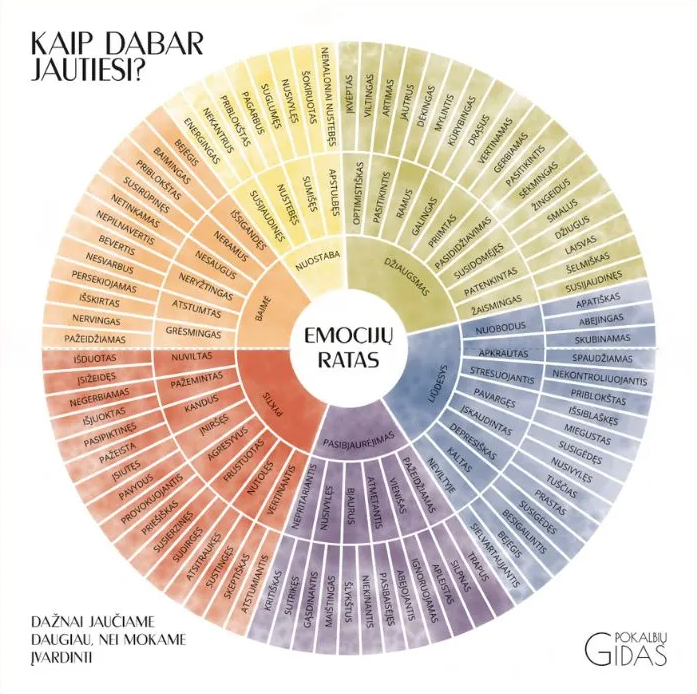 KAIP DABAR
JAUTIESI?
EMOCIJŲ
RATAS
NUOSTABA
DŽIAUGSMAS
LIŪDESYS
PASIBJAURĖJIMAS
PYKTIS
BAIMĖ
SUSIJAUDINĘS
NUSTEBĘS
SUMIŠĘS
APSTULBĘS
OPTIMISTIŠKAS
PASITIKINTIS
RAMUS
GALINGAS
PRIIMTAS
PASIDIDŽIAVIMAS
SUSIDOMĖJĘS
PATENKINTAS
ŽAISMINGAS
NUOBODUS
APKRAUTAS
STRESUOJANTIS
PAVARGĘS
ĮSKAUDINTAS
DEPRESIŠKAS
KALTAS
NEVILTYJE
PAŽEIDŽIAMAS
VIENIŠAS
ATMETANTIS
BJAURUS
NUSIVYLĘS
NEPRITARIANTIS
VERTINANTIS
NUTOLĘS
FRUSTUOTAS
AGRESYVUS
ĮNIRŠĘS
KANDUS
PAŽEMINTAS
NUVILTAS
GRĖSMINGAS
ATSTUMTAS
NERYŽTINGAS
NESAUGUS
NERAMUS
IŠSIGANDĘS
ENERGINGAS
NEKANTRUS
PRIBLOKŠTAS
PAGARBUS
SUGLUMĘS
NUSIVYLĘS
ŠOKIRUOTAS
NEMALONIAI NUSTEBĘS
ĮKVĖPTAS
VILTINGAS
ARTIMAS
JAUTRUS
DĖKINGAS
MYLINTIS
KŪRYBINGAS
DRĄSUS
VERTINAMAS
GERBIAMAS
PASITIKINTIS
SĖKMINGAS
ŽINGEIDUS
SMALUS
DŽIUGUS
LAISVAS
ŠELMIŠKAS
SUSIJAUDINĘS
APATIŠKAS
ABEJINGAS
SKUBINAMAS
SPAUDŽIAMAS
NEKONTROLIUOJANTIS
PRIBLOKŠTAS
IŠSIBLAŠKĘS
MIEGUSTAS
SUSIGĖDĘS
NUSIVYLĘS
TUŠČIAS
PRASTAS
SUSIGĖDĘS
BESIGAILINTIS
BEJĖGIS
SIELVARTAUJANTIS
TRAPUS
SILPNAS
APLEISTAS
IGNORUOJAMAS
ABEJOJANTIS
PASIBAISĖJĘS
NIEKINANTIS
ŠLYKŠTUS
MAIŠTINGAS
GĄSDINANTIS
SUTRIKĘS
KRITIŠKAS
ATSTUMIANTIS
SKEPTIŠKAS
SUSTINGĘS
ATSITRAUKĘS
SUDIRGĘS
SUSIERZINĘS
PRIEŠIŠKAS
PROVOKUOJANTIS
PAVYDUS
ĮSIUTĘS
PAŽEISTA
PASIPIKTINĘS
IŠJUOKTAS
NEGERBIAMAS
ĮSIŽEIDĘS
IŠDUOTAS
PAŽEIDŽIAMAS
NERVINGAS
IŠSKIRTAS
PERSEKIOJAMAS
NESVARBUS
BEVERTIS
NEPILNAVERTIS
NETINKAMAS
SUSIRŪPINĘS
PRIBLOKŠTAS
BAIMINGAS
BEJĖGIS
DAŽNAI JAUČIAME
DAUGIAU, NEI MOKAME
ĮVARDINTI
POKALBIŲ
GIDAS